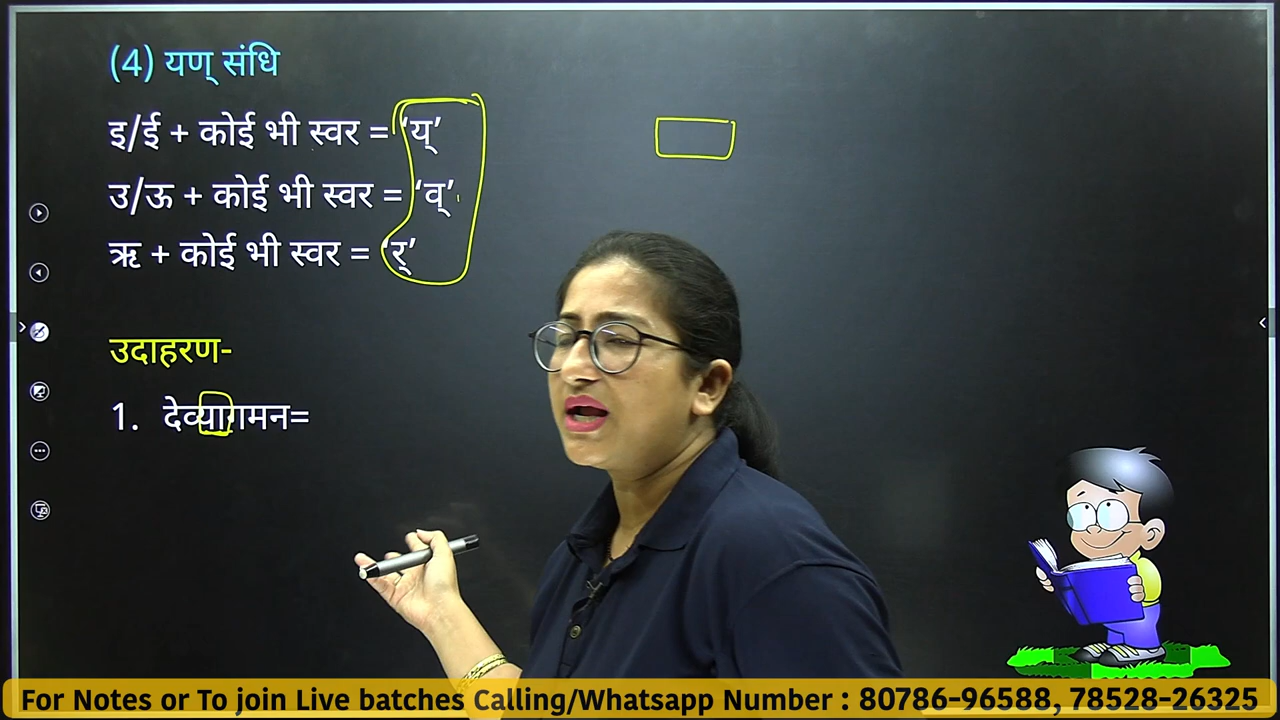 (4) यण् संधि
इ/ई + कोई भी स्वर = ‘य्’
उ/ऊ + कोई भी स्वर = ‘व्’
ऋ + कोई भी स्वर = ‘र्’
उदाहरण-
1. देव्यागमन=
For Notes or To join Live batches Calling/Whatsapp Number : 80786-96588, 78528-26325